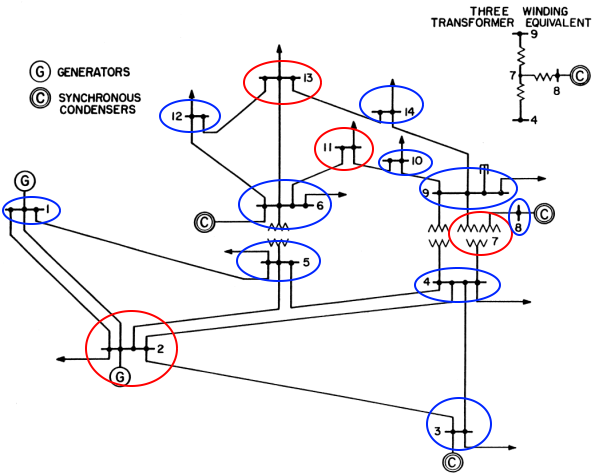 THREE WINDING
TRANSFORMER EQUIVALENT
9
7
8
C
4
G GENERATORS
C SYNCHRONOUS
CONDENSERS
13
12
14
11
10
G
1
9
6
C
8
C
7
5
4
2
G
3
C